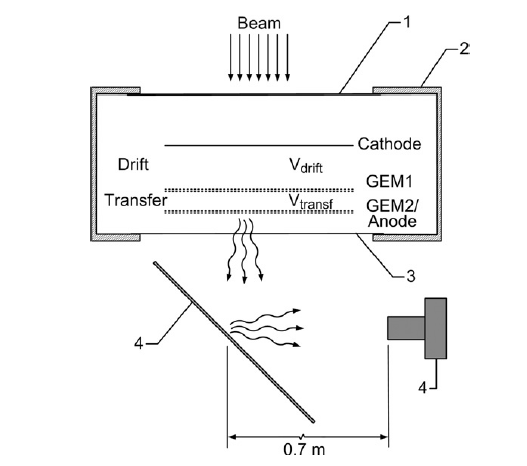 Beam
1
2
Cathode
Drift
Vdrift
GEM1
Transfer
Vtransf
GEM2/
Anode
3
4
4
0.7 m